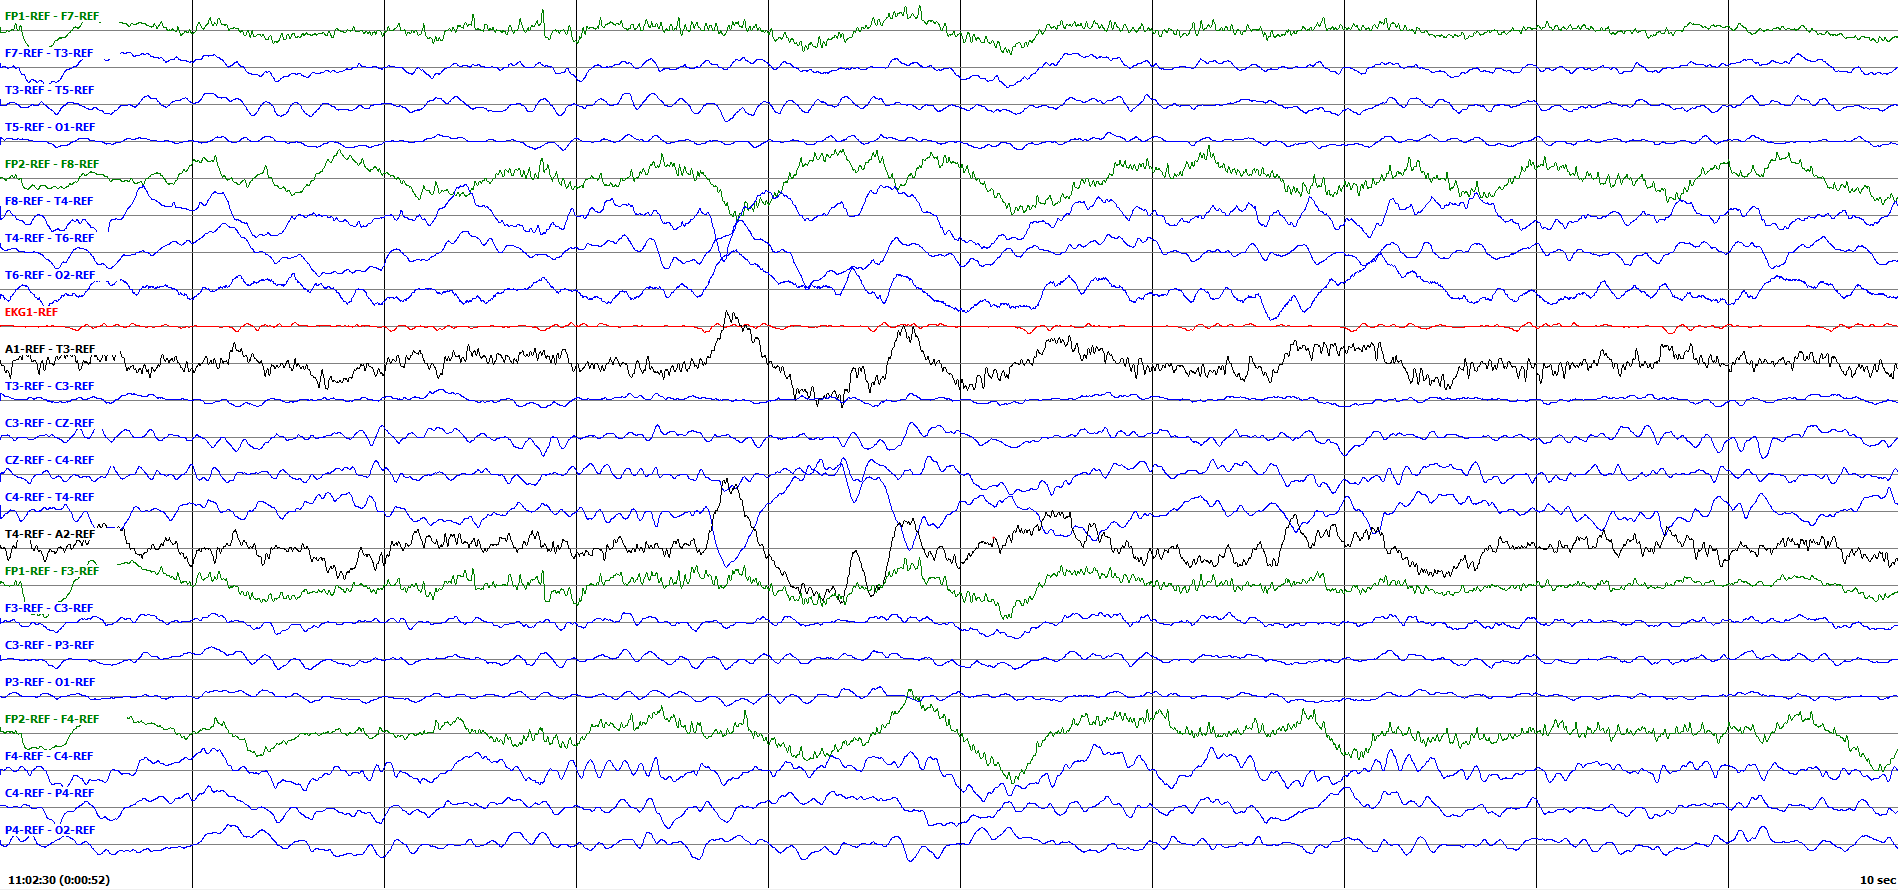 FP1-REF - F7-REF
F7-REF - T3-REF
T3-REF - T5-REF
T5-REF - O1-REF
FP2-REF - F8-REF
F8-REF - T4-REF
T4-REF - T6-REF
T6-REF - O2-REF
EKG1-REF
A1-REF - T3-REF
T3-REF - C3-REF
C3-REF - CZ-REF
CZ-REF - C4-REF
C4-REF - T4-REF
T4-REF - A2-REF
FP1-REF - F3-REF
F3-REF - C3-REF
C3-REF - P3-REF
P3-REF - O1-REF
FP2-REF - F4-REF
F4-REF - C4-REF
C4-REF - P4-REF
P4-REF - O2-REF
11:02:30 (0:00:52) 10 sec